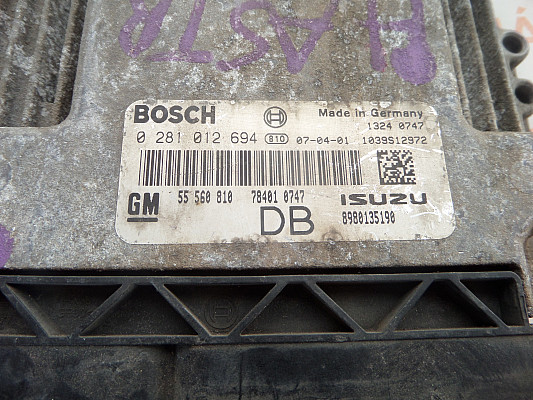 ASTR
BOSCH
Made in Germany
1324 0747
0 281 012 694 810 07-04-01 1039S12972
GM 55 560 810 78401 0747 ISUZU
DB 8980135190